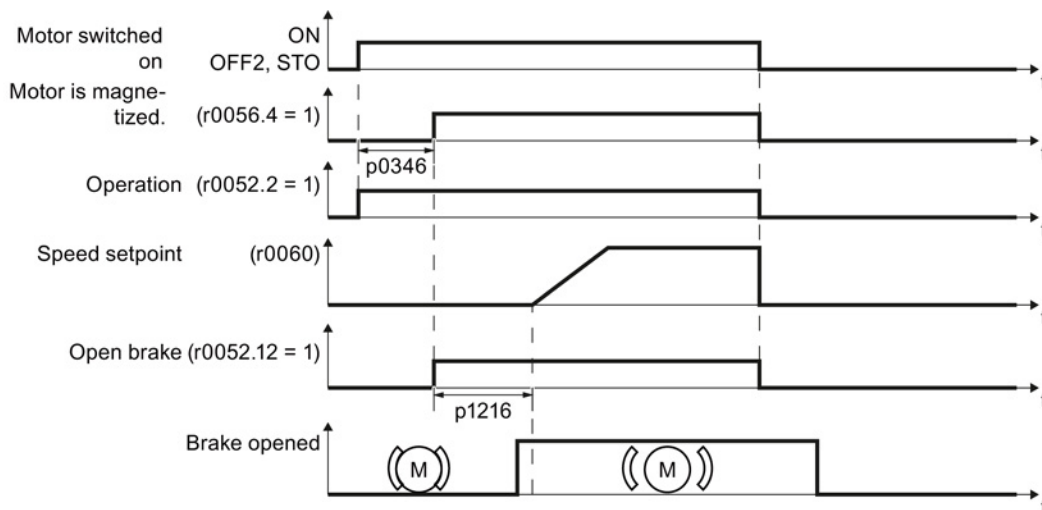 Motor switched on
ON
OFF2, STO
t
Motor is magne-
tized.
(r0056.4 = 1)
t
p0346
Operation (r0052.2 = 1)
t
Speed setpoint (r0060)
t
Open brake (r0052.12 = 1)
t
p1216
Brake opened
M
M
t